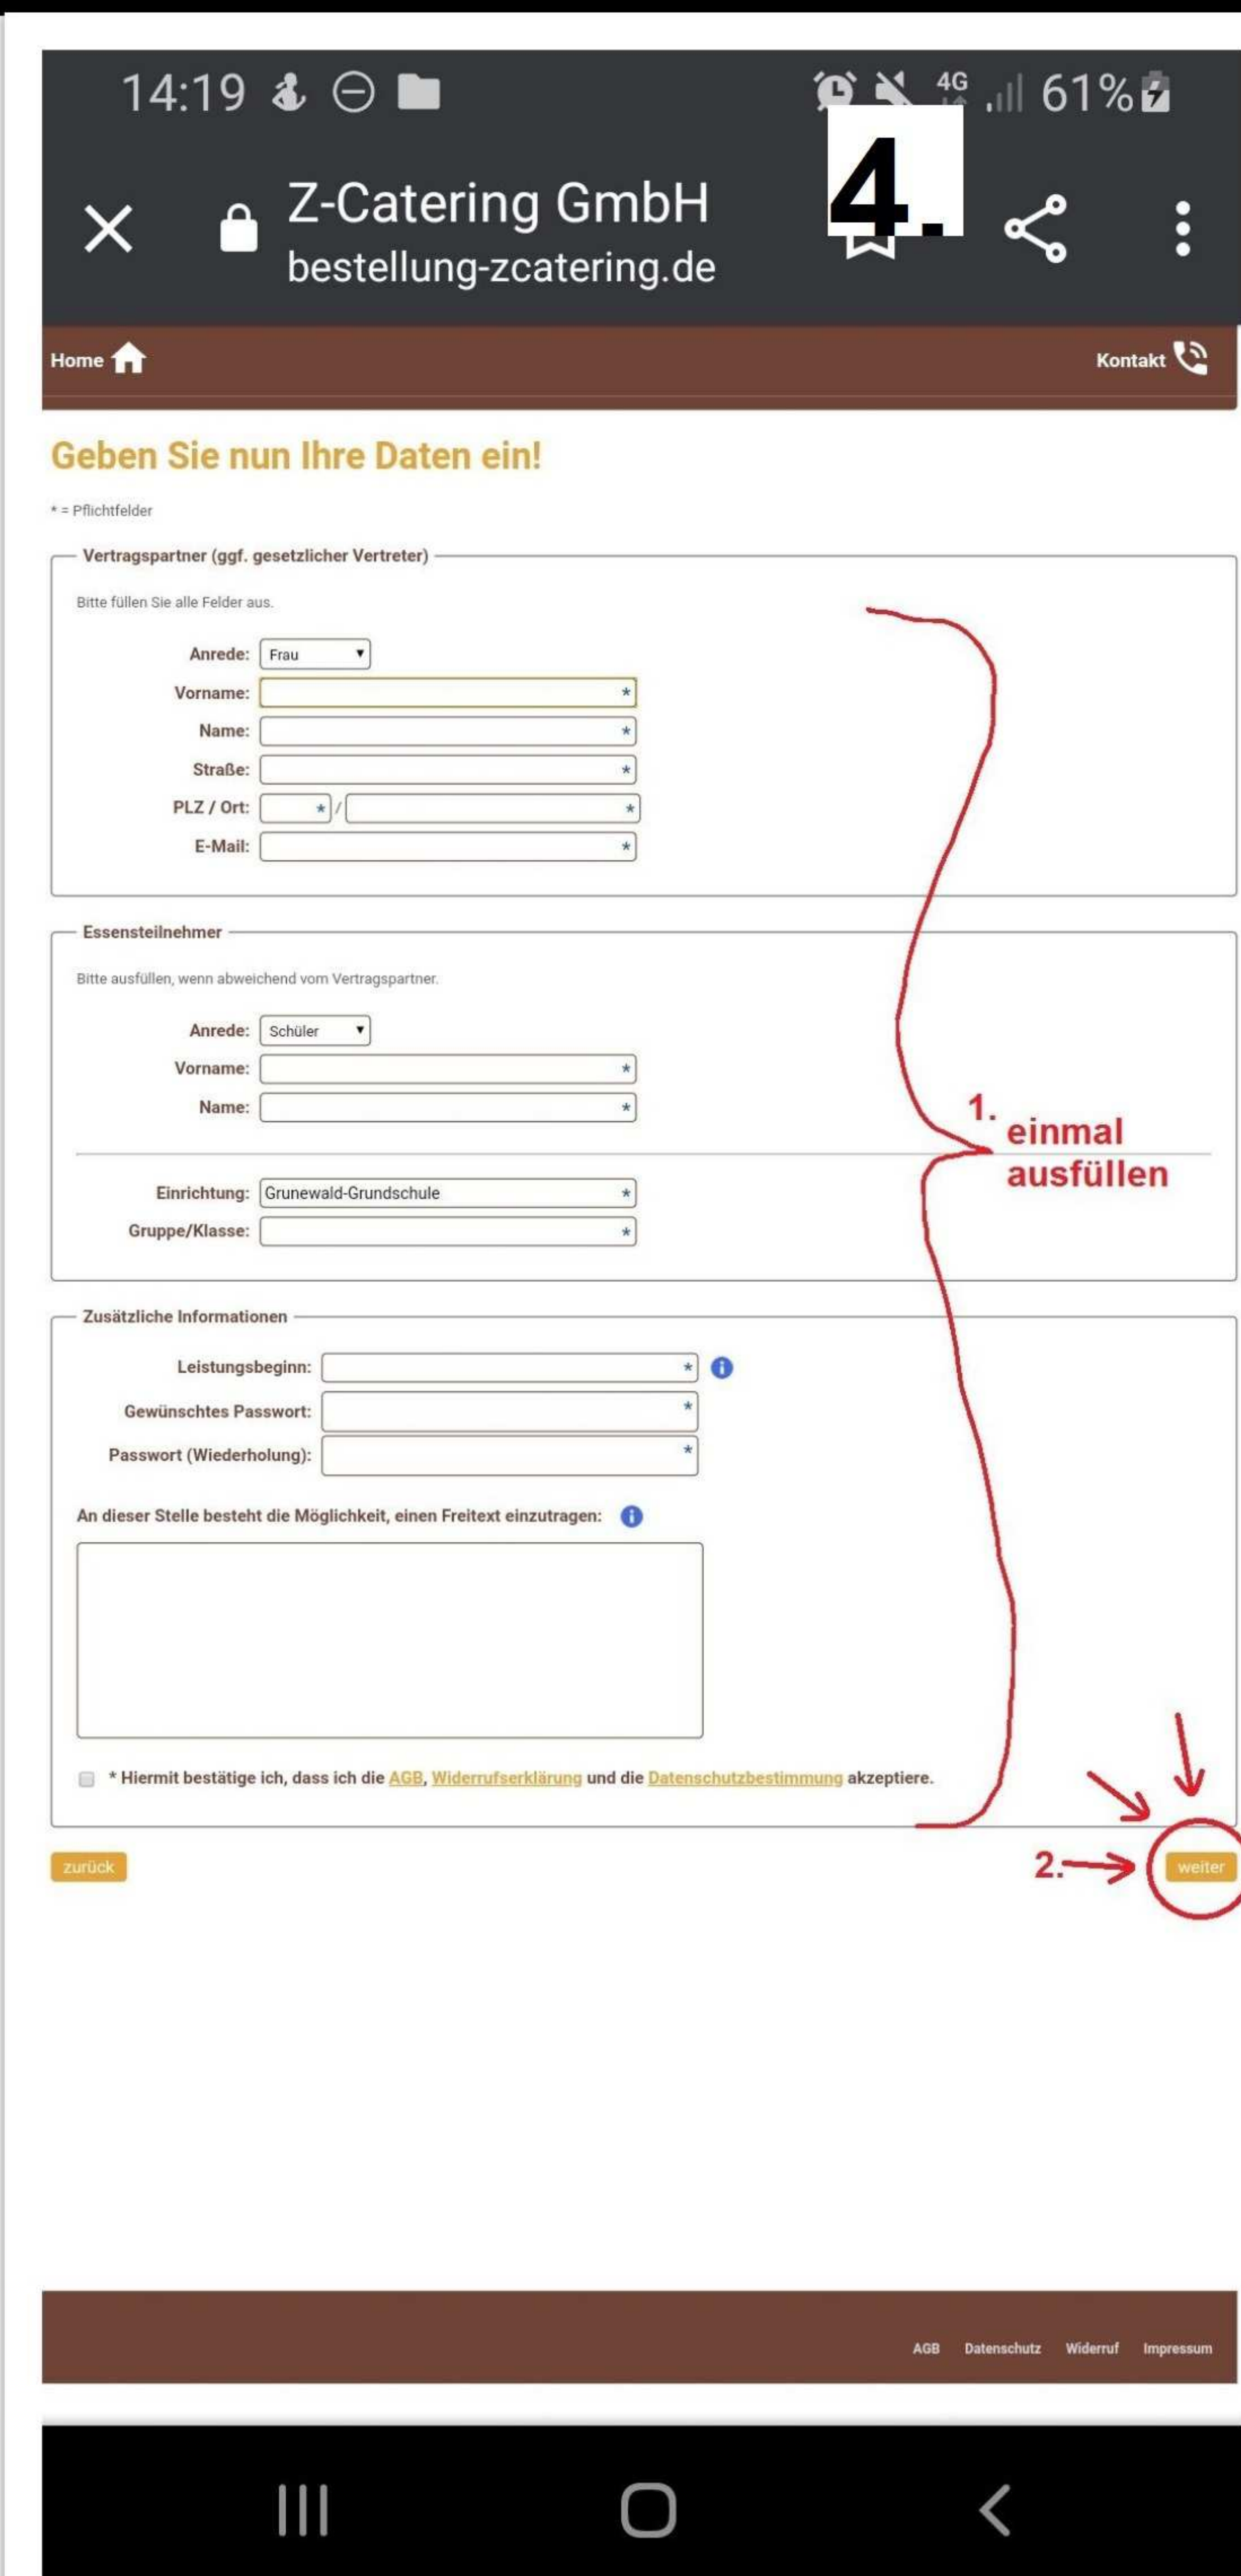 14:19
4G
61%
4.
Z-Catering GmbH
bestellung-zcatering.de
Home
Kontakt
Geben Sie nun Ihre Daten ein!
* = Pflichtfelder
Vertragspartner (ggf. gesetzlicher Vertreter)
Bitte füllen Sie alle Felder aus.
Anrede: Frau
Vorname: *
Name: *
Straße: *
PLZ / Ort: * / *
E-Mail: *
Essensteilnehmer
Bitte ausfüllen, wenn abweichend vom Vertragspartner.
Anrede: Schüler
Vorname: *
Name: *
1. einmal
ausfüllen
Einrichtung: Grunewald-Grundschule *
Gruppe/Klasse: *
Zusätzliche Informationen
Leistungsbeginn: * i
Gewünschtes Passwort: *
Passwort (Wiederholung): *
An dieser Stelle besteht die Möglichkeit, einen Freitext einzutragen: i
* Hiermit bestätige ich, dass ich die AGB, Widerrufserklärung und die Datenschutzbestimmung akzeptiere.
zurück
2.
weiter
AGB Datenschutz Widerruf Impressum